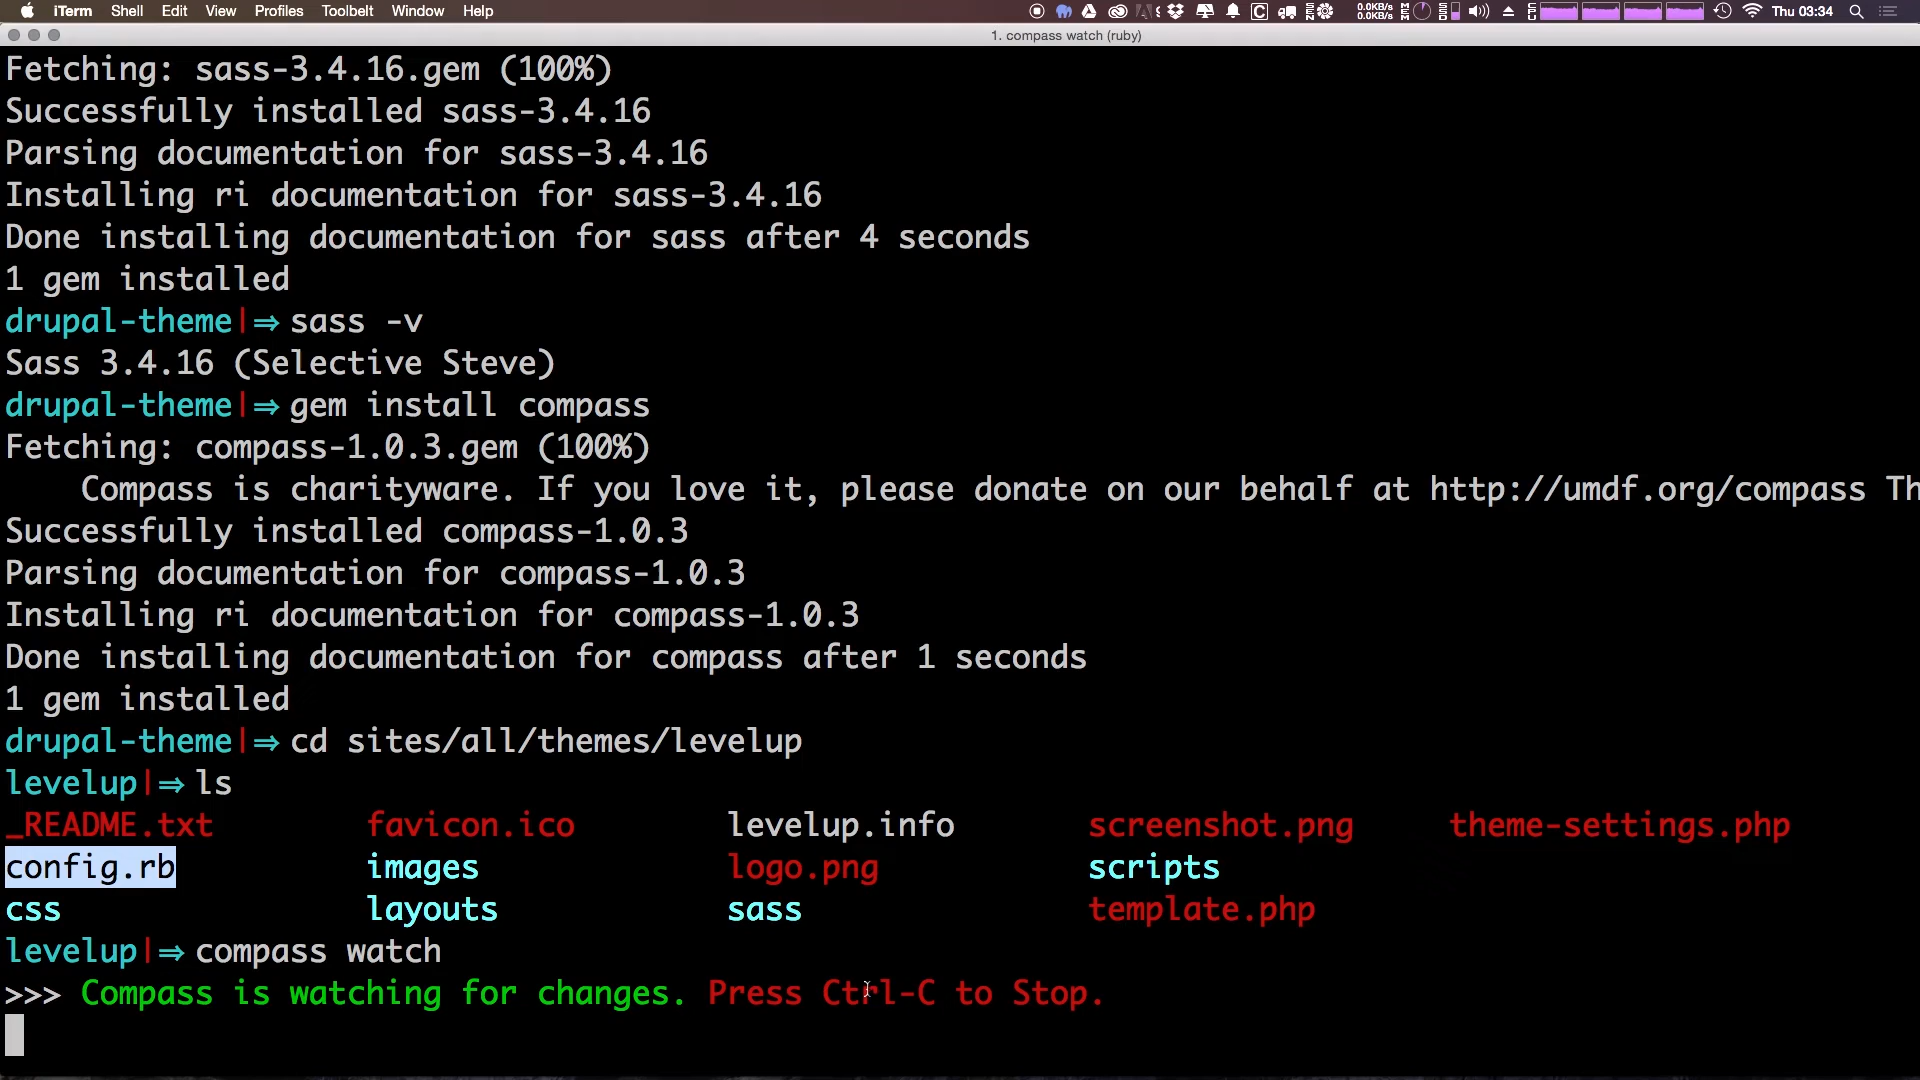 iTerm Shell Edit View Profiles Toolbelt Window Help 0.0KB/s 0.0KB/s Thu 03:34
1. compass watch (ruby)
Fetching: sass-3.4.16.gem (100%)
Successfully installed sass-3.4.16
Parsing documentation for sass-3.4.16
Installing ri documentation for sass-3.4.16
Done installing documentation for sass after 4 seconds
1 gem installed
drupal-theme|⇒ sass -v
Sass 3.4.16 (Selective Steve)
drupal-theme|⇒ gem install compass
Fetching: compass-1.0.3.gem (100%)
Compass is charityware. If you love it, please donate on our behalf at http://umdf.org/compass Th
Successfully installed compass-1.0.3
Parsing documentation for compass-1.0.3
Installing ri documentation for compass-1.0.3
Done installing documentation for compass after 1 seconds
1 gem installed
drupal-theme|⇒ cd sites/all/themes/levelup
levelup|⇒ ls
_README.txt favicon.ico levelup.info screenshot.png theme-settings.php
config.rb images logo.png scripts
css layouts sass template.php
levelup|⇒ compass watch
>>> Compass is watching for changes. Press Ctrl-C to Stop.